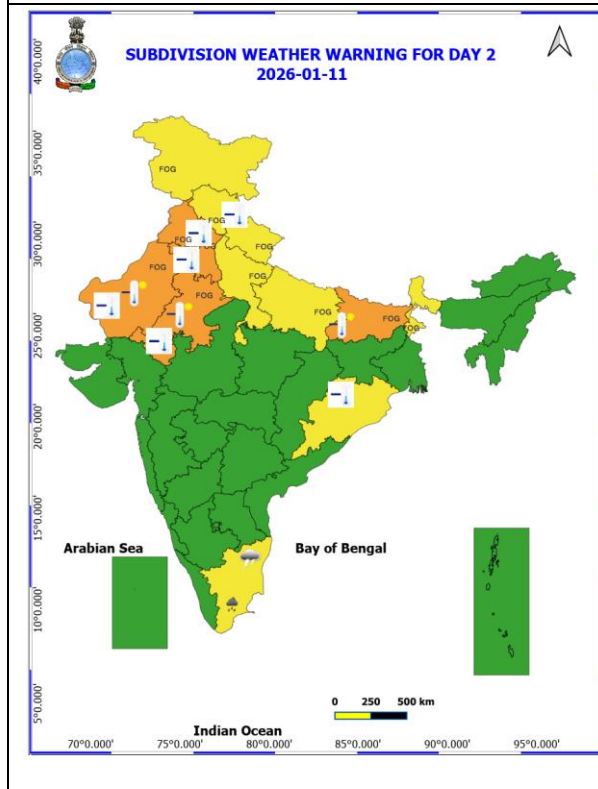 SUBDIVISION WEATHER WARNING FOR DAY 2
2026-01-11
40°0.000'
35°0.000'
30°0.000'
25°0.000'
20°0.000'
15°0.000'
10°0.000'
5°0.000'
FOG
FOG
FOG
FOG
FOG
FOG
FOG
FOG
FOG
FOG
FOG
Arabian Sea
Bay of Bengal
0 250 500 km
Indian Ocean
70°0.000' 75°0.000' 80°0.000' 85°0.000' 90°0.000' 95°0.000'